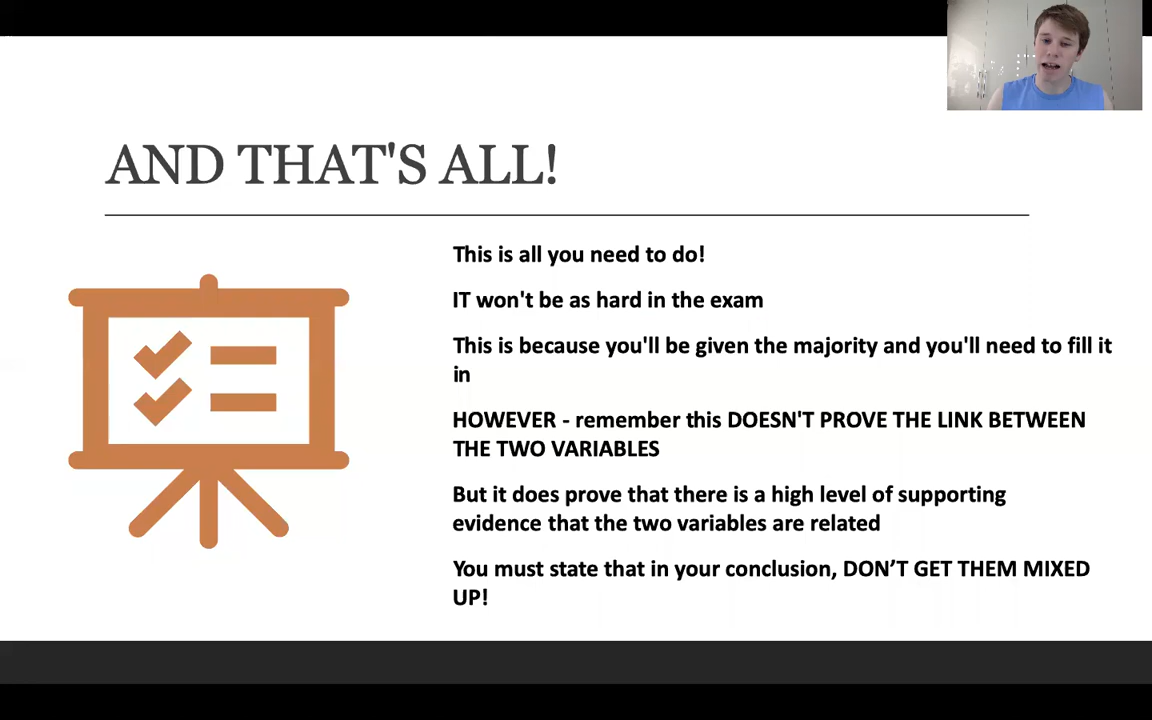 AND THAT'S ALL!
This is all you need to do!
IT won't be as hard in the exam
This is because you'll be given the majority and you'll need to fill it
in
HOWEVER - remember this DOESN'T PROVE THE LINK BETWEEN
THE TWO VARIABLES
But it does prove that there is a high level of supporting
evidence that the two variables are related
You must state that in your conclusion, DON’T GET THEM MIXED
UP!